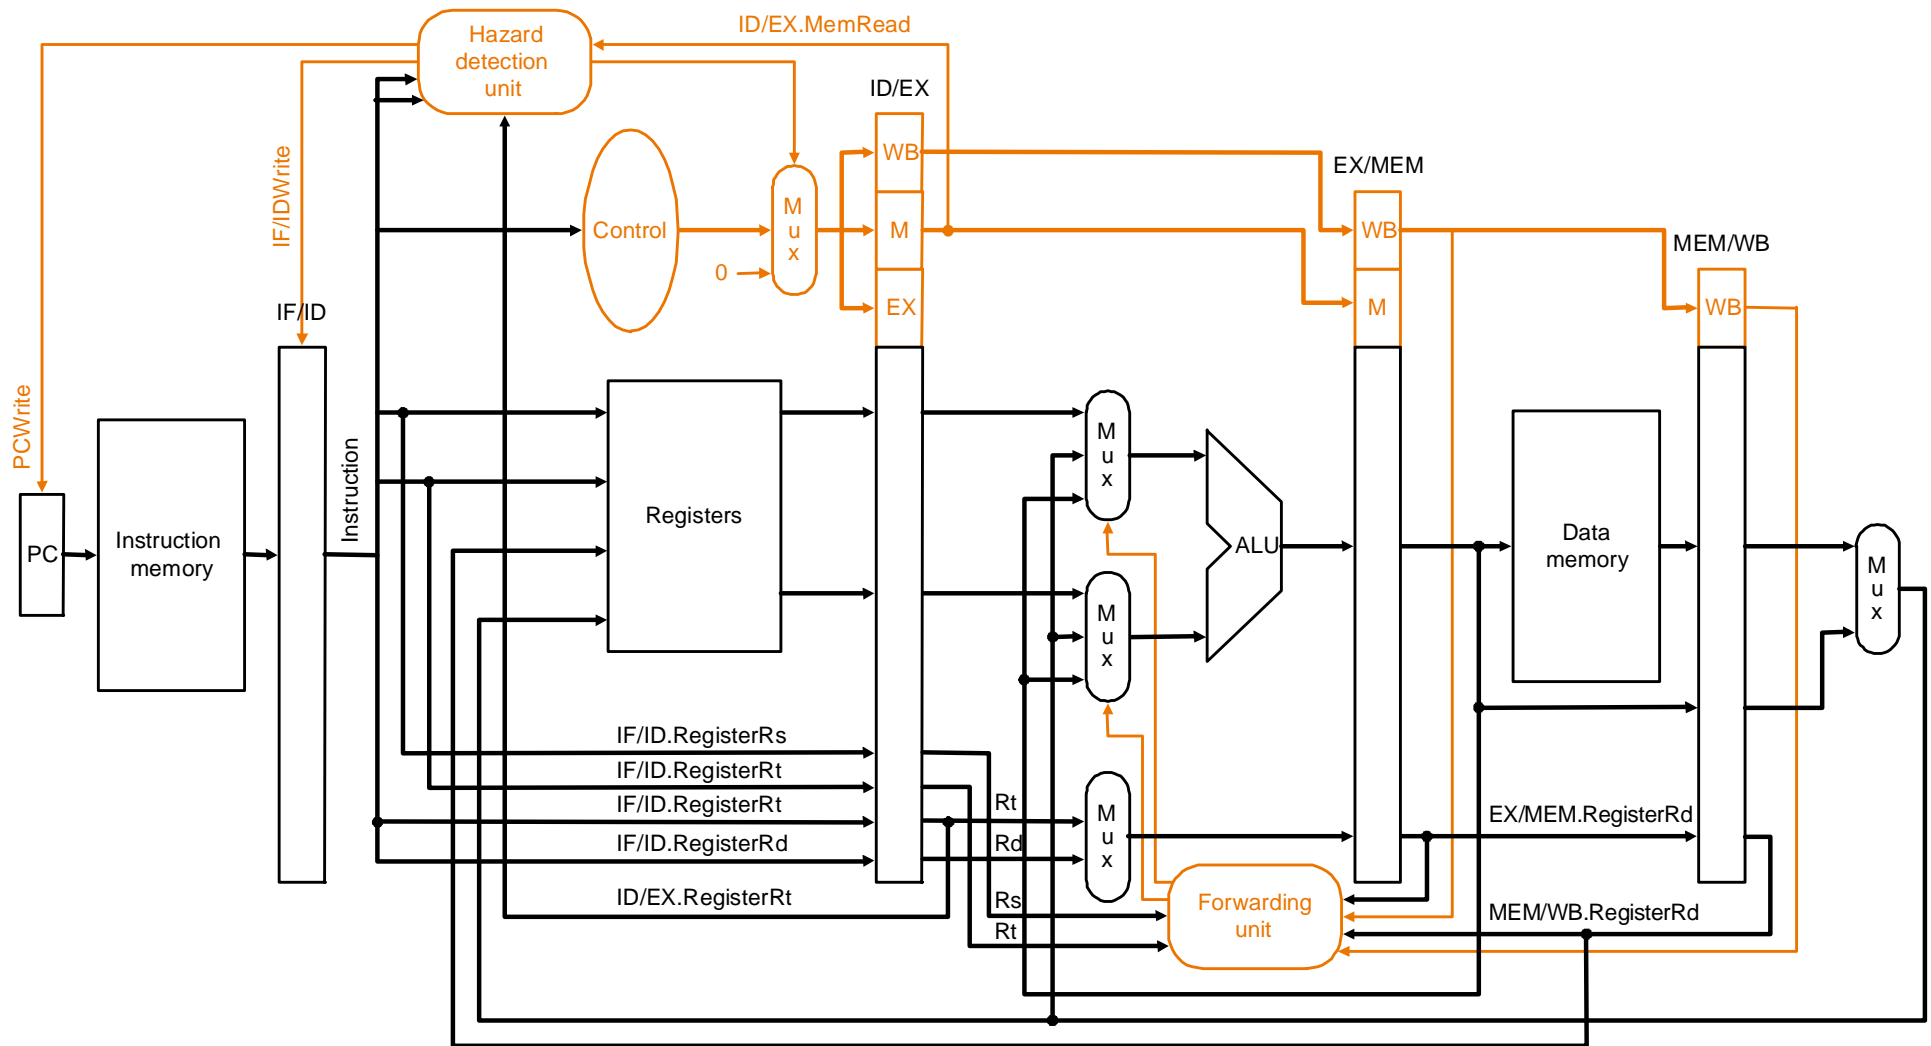 ID/EX.MemRead
Hazard
detection
unit
ID/EX
IF/IDWrite
PCWrite
WB
EX/MEM
M
u
x
Control
M
WB
MEM/WB
0
IF/ID
EX
M
WB
Instruction
PC
Instruction
memory
Registers
M
u
x
M
u
x
ALU
Data
memory
M
u
x
IF/ID.RegisterRs
IF/ID.RegisterRt
IF/ID.RegisterRt
IF/ID.RegisterRd
Rt
Rd
M
u
x
EX/MEM.RegisterRd
ID/EX.RegisterRt
Rs
Rt
Forwarding
unit
MEM/WB.RegisterRd